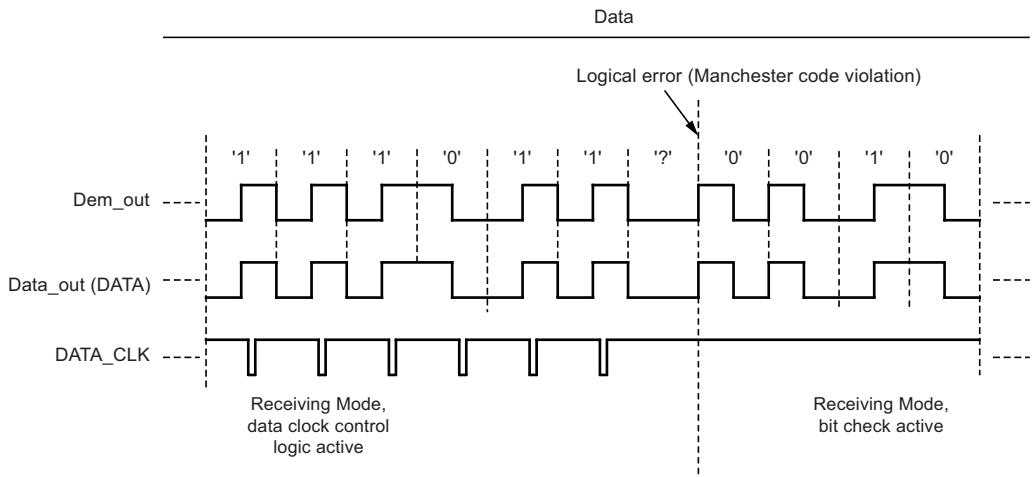 Data
Logical error (Manchester code violation)
'1' '1' '1' '0' '1' '1' '?' '0' '0' '1' '0'
Dem_out
Data_out (DATA)
DATA_CLK
Receiving Mode,
data clock control
logic active
Receiving Mode,
bit check active